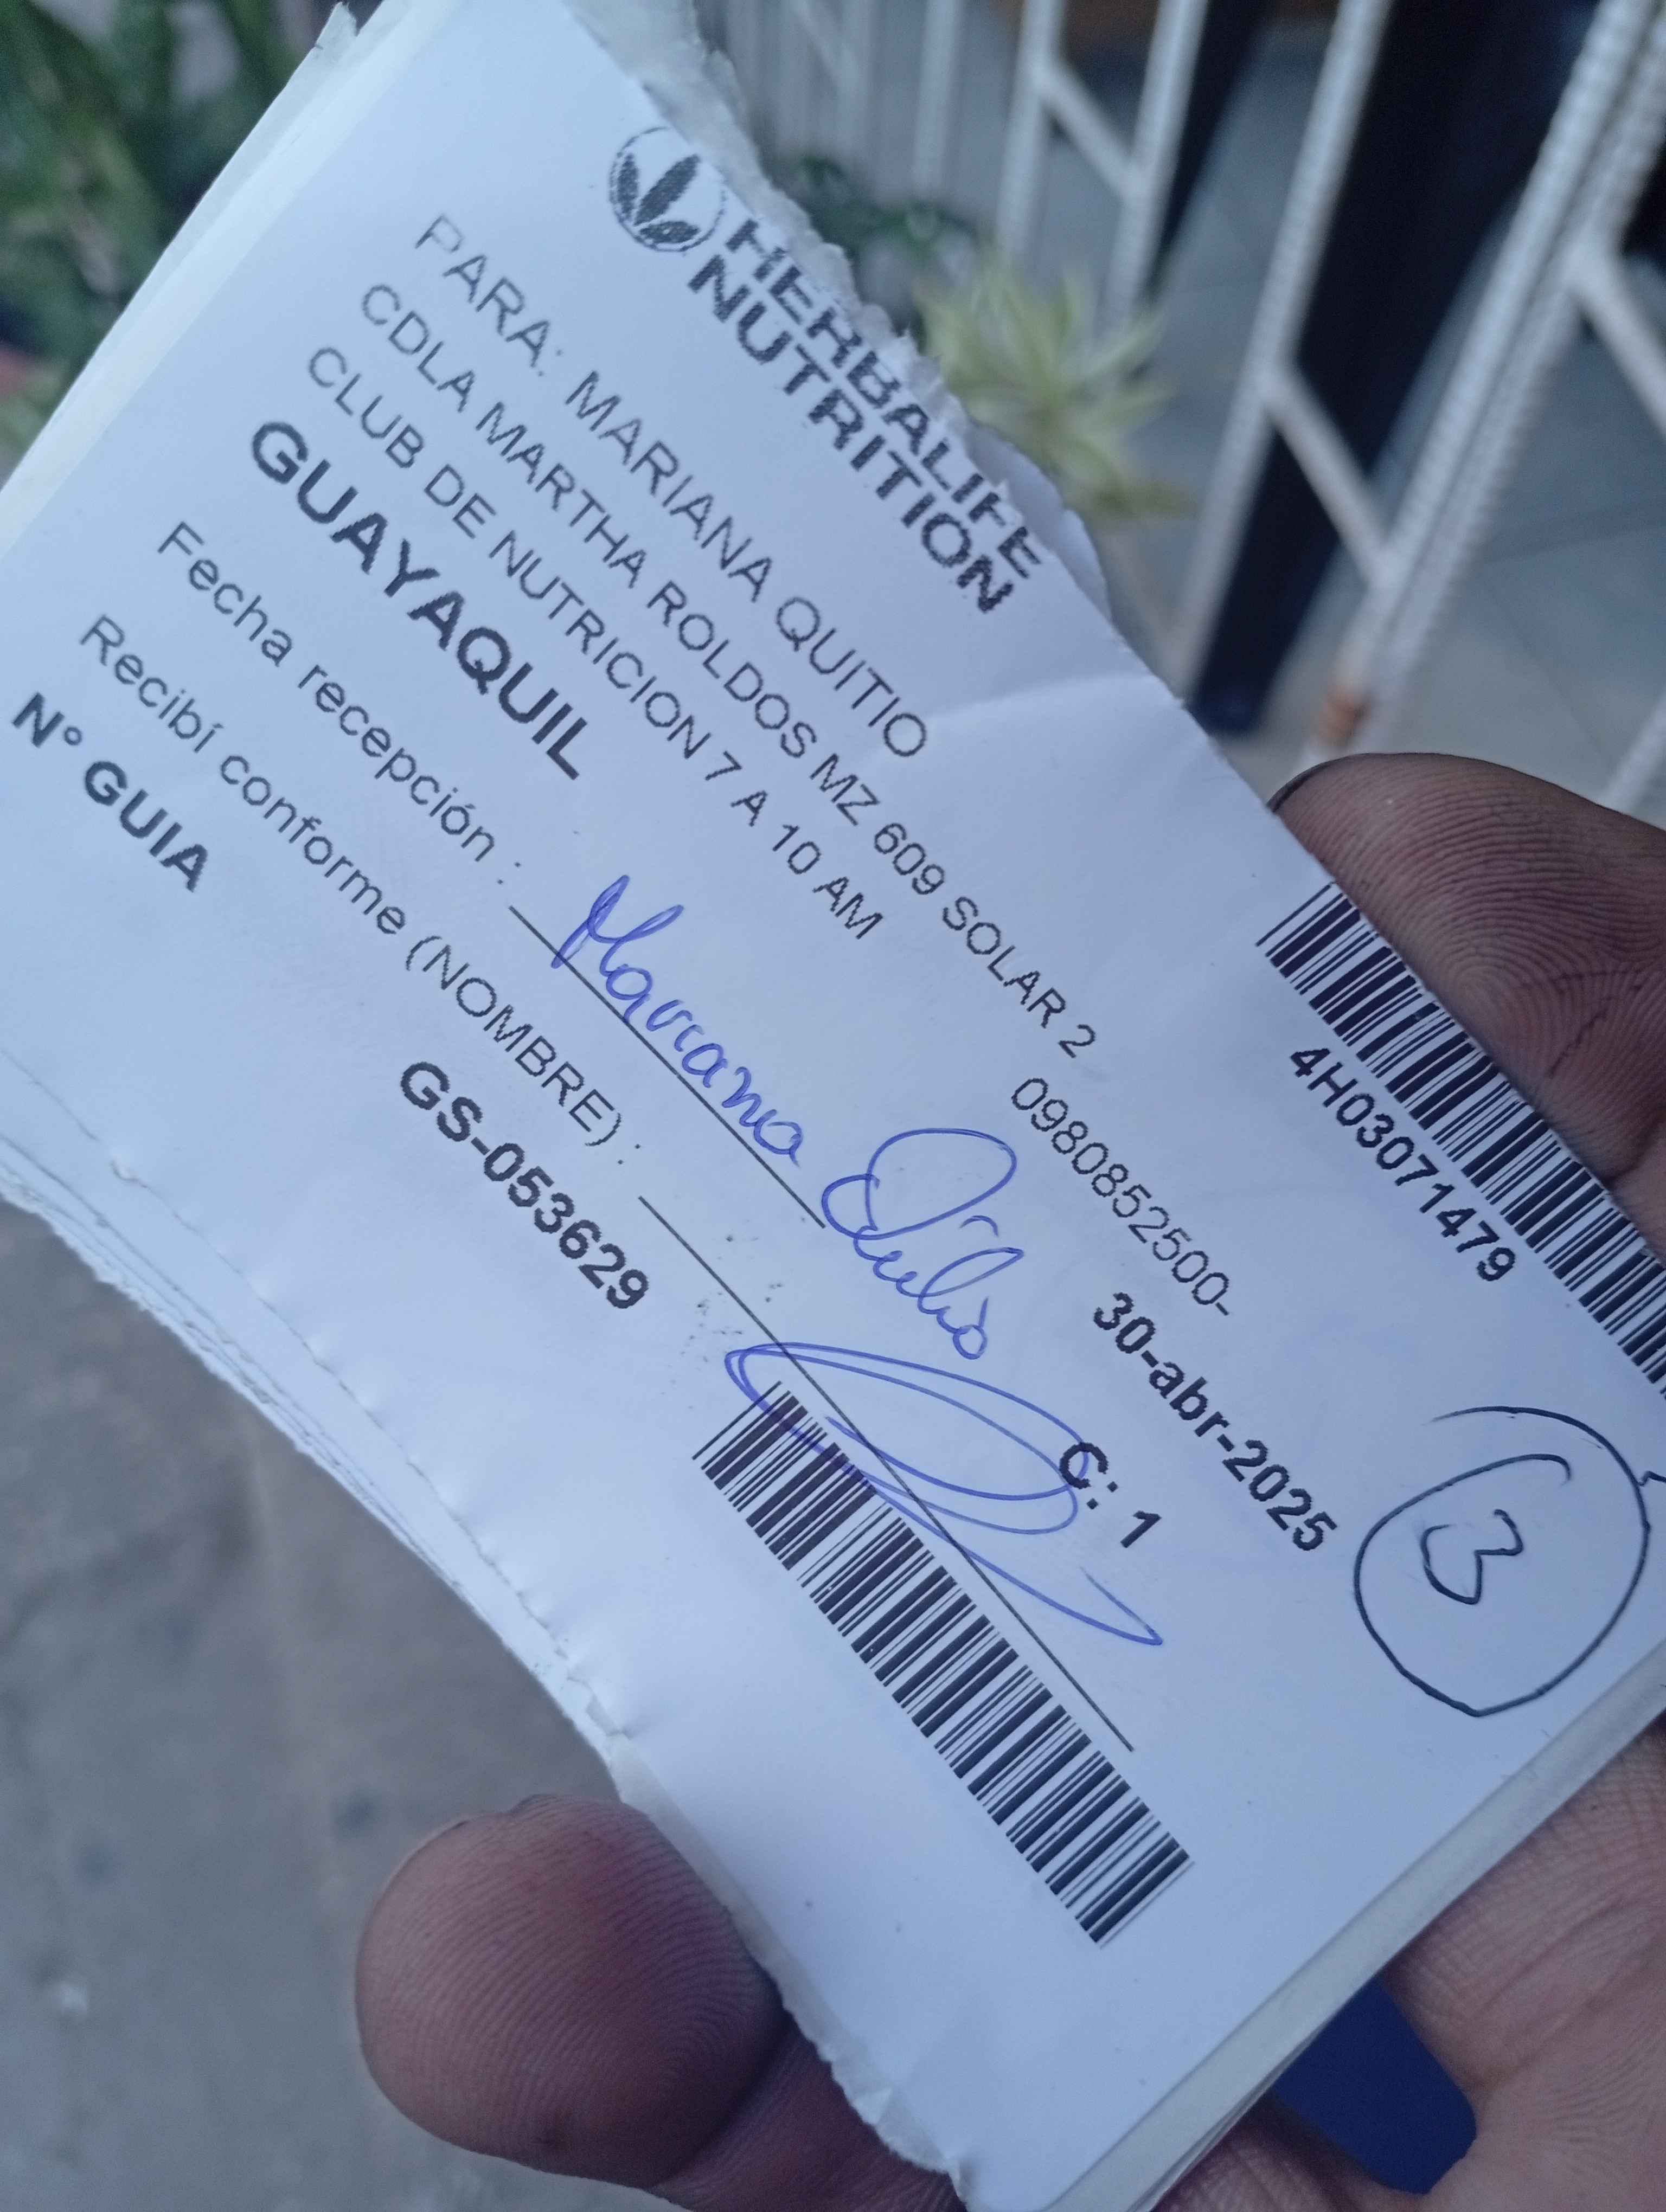 HERBALIFE
NUTRITION
4H03071479
PARA: MARIANA QUITIO
CDLA MARTHA ROLDOS MZ 609 SOLAR 2
CLUB DE NUTRICION 7 A 10 AM
0980852500-
GUAYAQUIL
30-abr-2025
3
Fecha recepción :
Mariana
C: 1
Recibí conforme (NOMBRE) :
N° GUIA
GS-053629